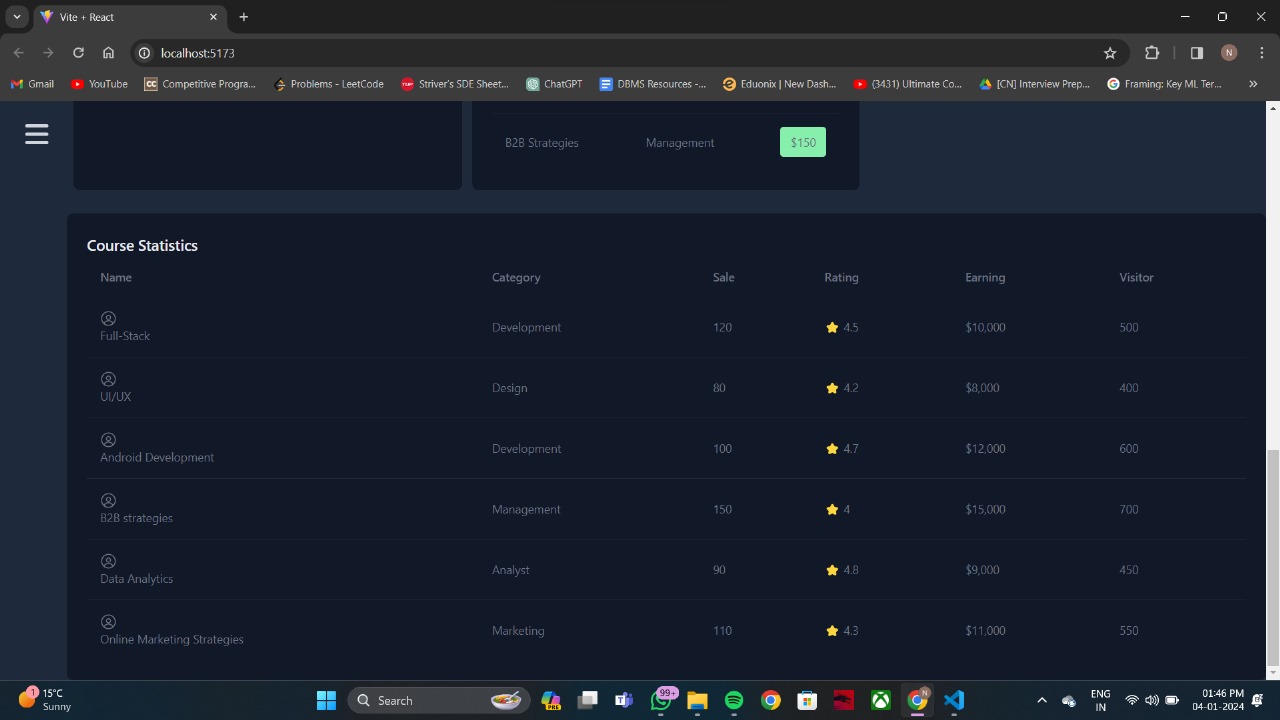 Vite + React
localhost:5173
N
Gmail YouTube CC Competitive Progra... Problems - LeetCode Striver's SDE Sheet... ChatGPT DBMS Resources -... Eduonix | New Dash... (3431) Ultimate Co... [CN] Interview Prep... Framing: Key ML Ter...
B2B Strategies Management $150
Course Statistics
Name Category Sale Rating Earning Visitor
Full-Stack Development 120 4.5 $10,000 500
UI/UX Design 80 4.2 $8,000 400
Android Development Development 100 4.7 $12,000 600
B2B strategies Management 150 4 $15,000 700
Data Analytics Analyst 90 4.8 $9,000 450
Online Marketing Strategies Marketing 110 4.3 $11,000 550
1 15°C
Sunny
Search
PRE
99+
N
ENG
IN
01:46 PM
04-01-2024